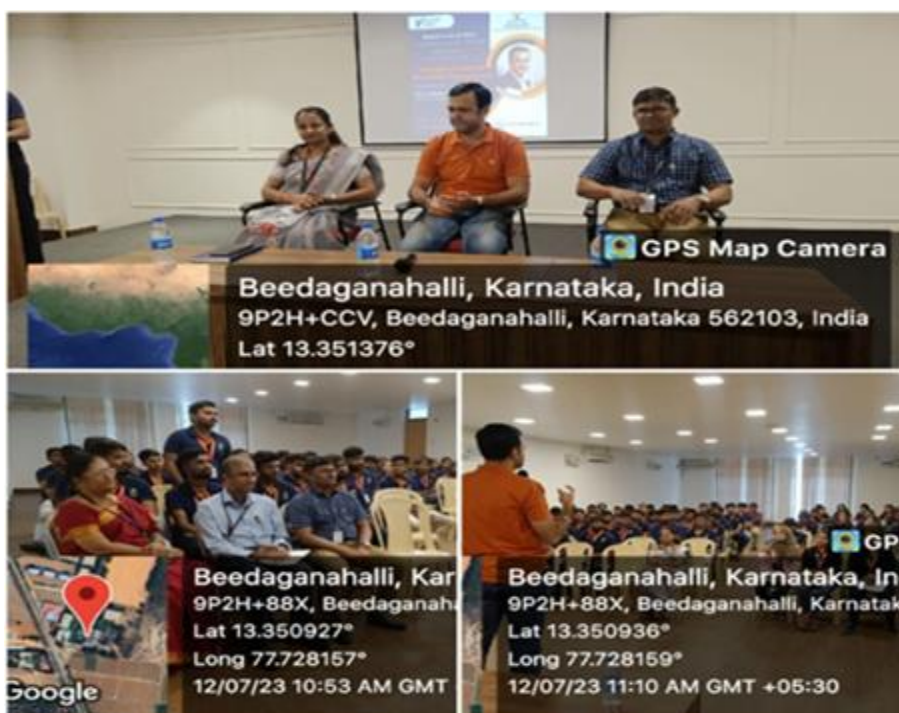 GPS Map Camera
Beedaganahalli, Karnataka, India
9P2H+CCV, Beedaganahalli, Karnataka 562103, India
Lat 13.351376°
Beedaganahalli, Kar
9P2H+88X, Beedaganaha
Lat 13.350927°
Long 77.728157°
12/07/23 10:53 AM GMT
Google
GP
Beedaganahalli, Karnataka, In
9P2H+88X, Beedaganahalli, Karnatak
Lat 13.350936°
Long 77.728159°
12/07/23 11:10 AM GMT +05:30